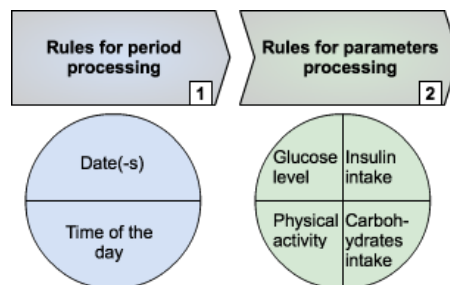 Rules for period
processing
1
Rules for parameters
processing
2
Date(-s)
Time of the
day
Glucose
level
Insulin
intake
Physical
activity
Carboh-
ydrates
intake